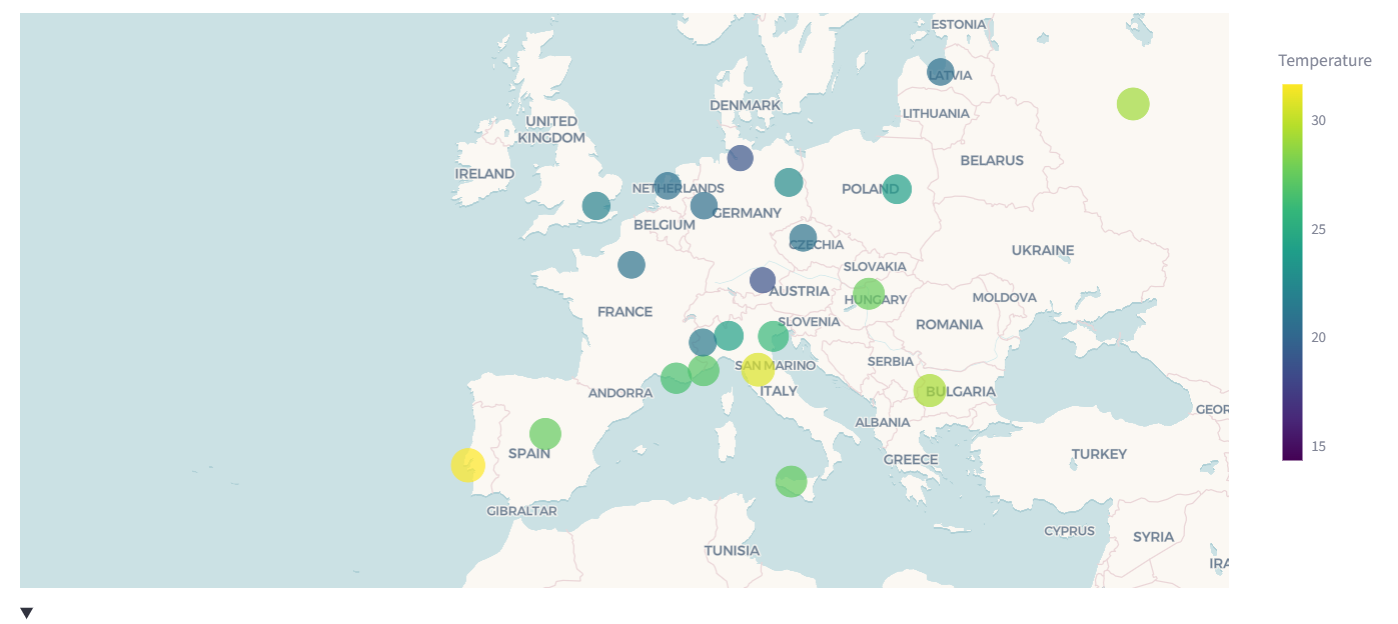 ESTONIA
Temperature
LATVIA
DENMARK
LITHUANIA
30
UNITED
KINGDOM
BELARUS
IRELAND
NETHERLANDS
POLAND
GERMANY
BELGIUM
25
CZECHIA
UKRAINE
SLOVAKIA
AUSTRIA
HUNGARY
MOLDOVA
FRANCE
SLOVENIA
ROMANIA
20
SERBIA
SAN MARINO
ANDORRA
ITALY
BULGARIA
GEOR
ALBANIA
15
SPAIN
GREECE
TURKEY
GIBRALTAR
CYPRUS
SYRIA
TUNISIA
IRA